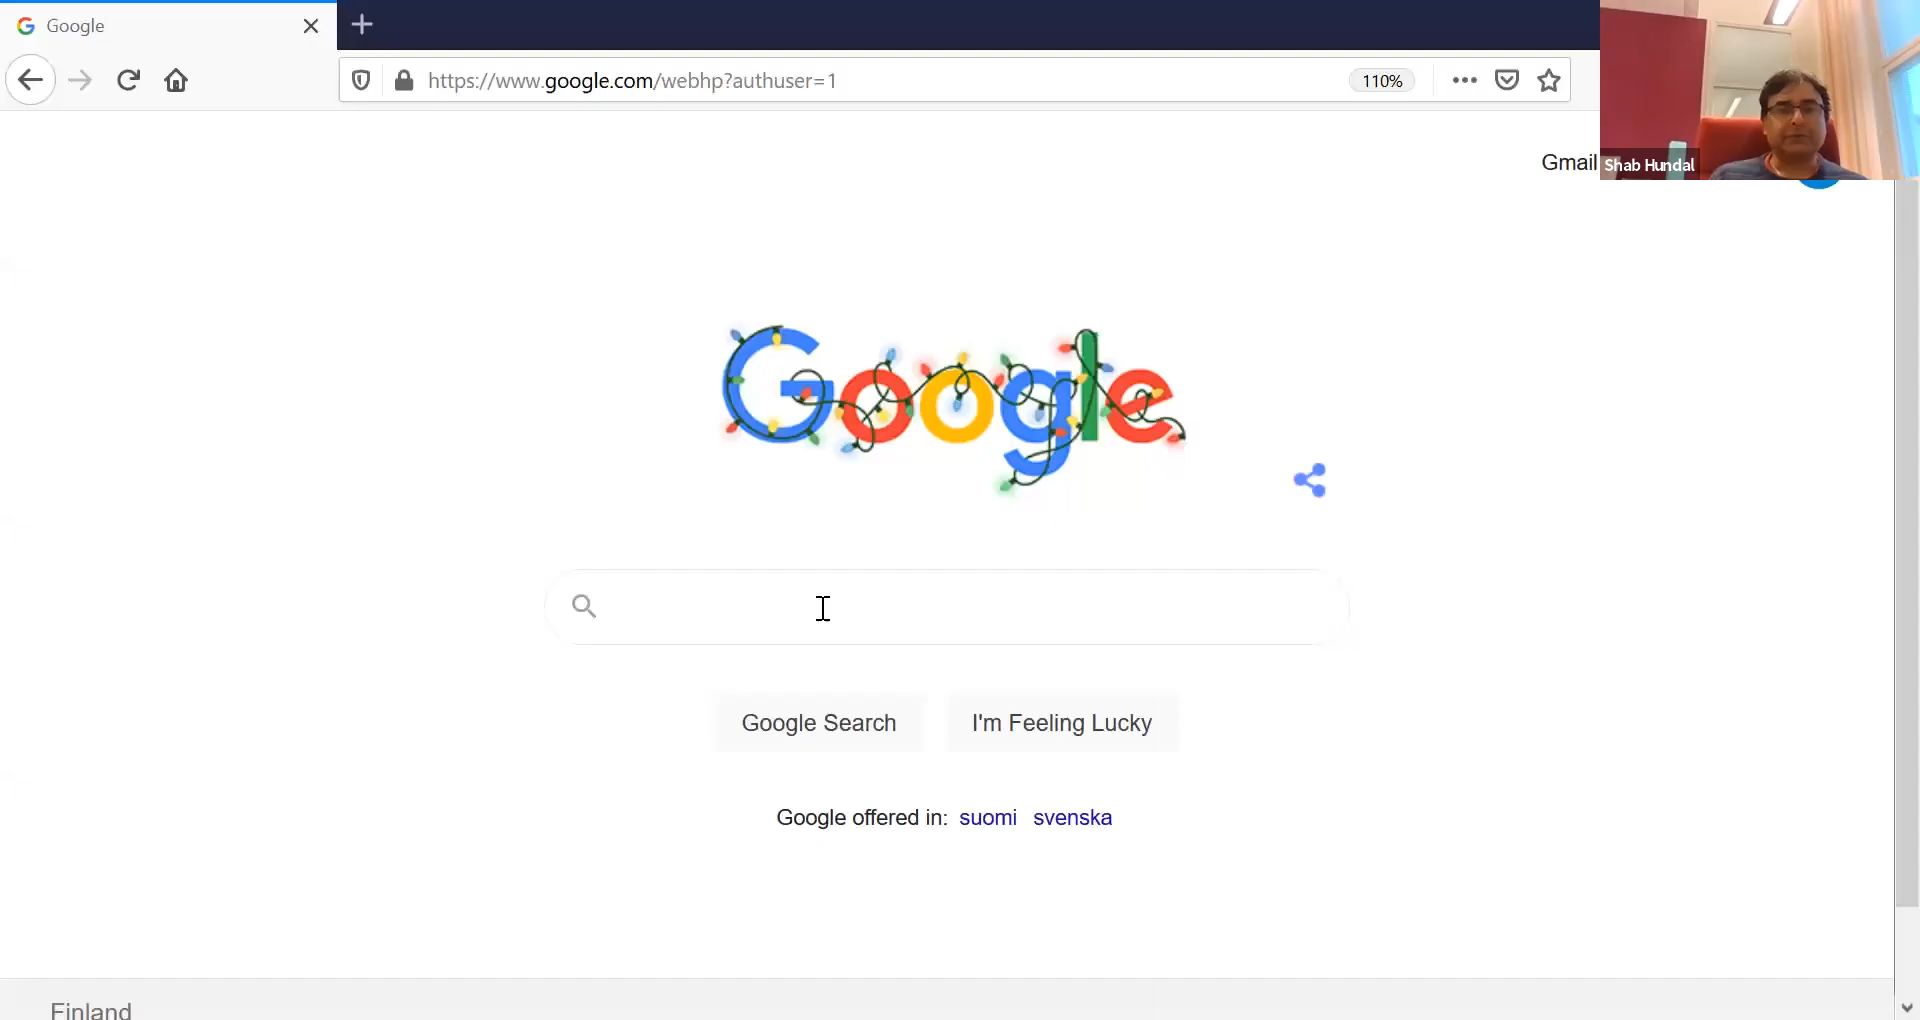 Google
https://www.google.com/webhp?authuser=1
110%
Gmail
Shab Hundal
Google
Google Search
I'm Feeling Lucky
Google offered in: suomi svenska
Finland